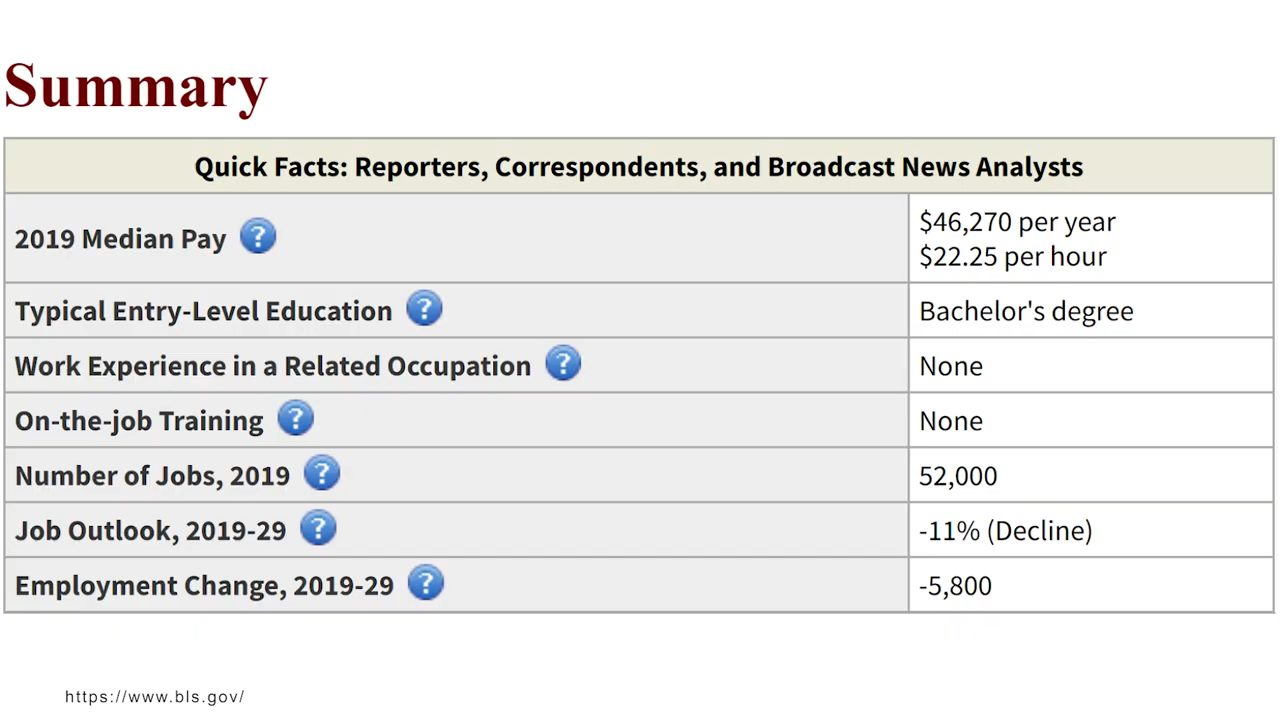 Summary
Quick Facts: Reporters, Correspondents, and Broadcast News Analysts
2019 Median Pay ?
$46,270 per year
$22.25 per hour
Typical Entry-Level Education ?
Bachelor's degree
Work Experience in a Related Occupation ?
None
On-the-job Training ?
None
Number of Jobs, 2019 ?
52,000
Job Outlook, 2019-29 ?
-11% (Decline)
Employment Change, 2019-29 ?
-5,800
https://www.bls.gov/